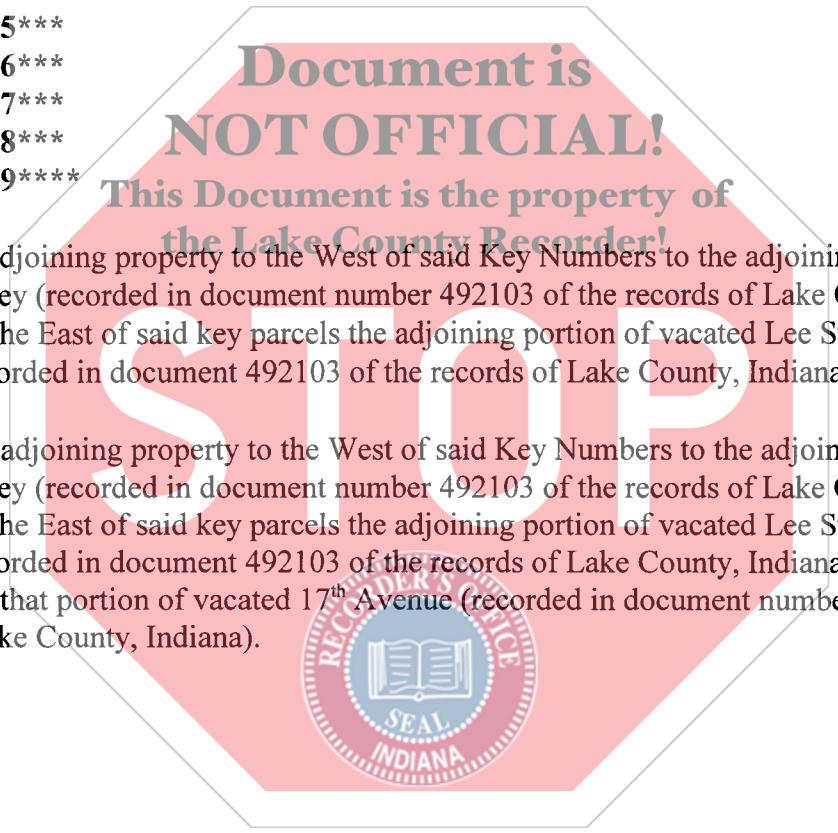 5***
6***
7***
8***
9****
Document is
NOT OFFICIAL!
This Document is the property of
the Lake County Recorder!
djoining property to the West of said Key Numbers to the adjoini
ey (recorded in document number 492103 of the records of Lake C
he East of said key parcels the adjoining portion of vacated Lee S
orded in document 492103 of the records of Lake County, Indiana
adjoining property to the West of said Key Numbers to the adjoin
ey (recorded in document number 492103 of the records of Lake C
he East of said key parcels the adjoining portion of vacated Lee S
orded in document 492103 of the records of Lake County, Indiana
that portion of vacated 17th Avenue (recorded in document numbe
ke County, Indiana).
STOP
RECORDER'S OFFICE
SEAL
INDIANA